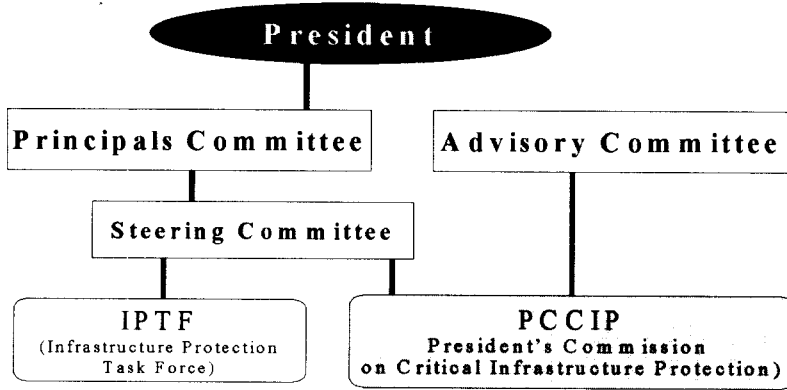 President
Principals Committee
Advisory Committee
Steering Committee
IPTF
(Infrastructure Protection
Task Force)
PCCIP
President's Commission
on Critical Infrastructure Protection)